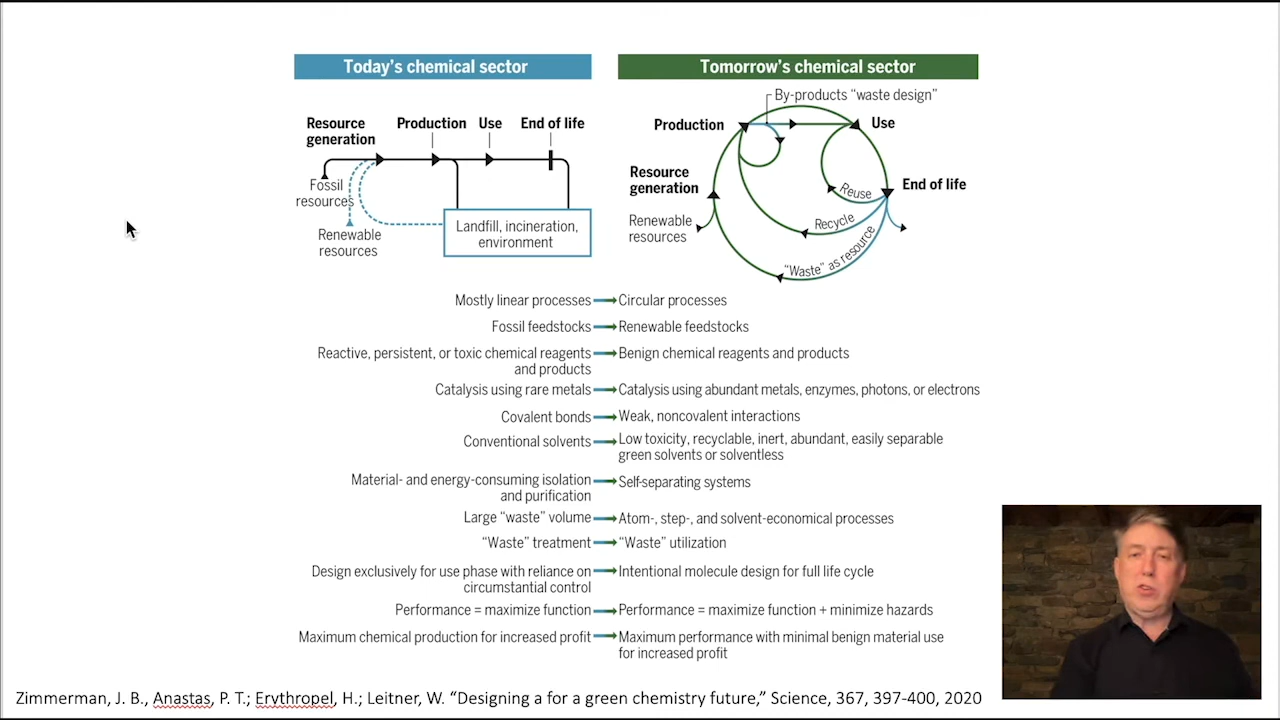 Today's chemical sector
Tomorrow's chemical sector
Resource
generation
Production
Use
End of life
Fossil
resources
Renewable
resources
Landfill, incineration,
environment
By-products “waste design”
Production
Use
Resource
generation
End of life
Renewable
resources
Reuse
Recycle
“Waste” as resource
Mostly linear processes
Circular processes
Fossil feedstocks
Renewable feedstocks
Reactive, persistent, or toxic chemical reagents
and products
Benign chemical reagents and products
Catalysis using rare metals
Catalysis using abundant metals, enzymes, photons, or electrons
Covalent bonds
Weak, noncovalent interactions
Conventional solvents
Low toxicity, recyclable, inert, abundant, easily separable
green solvents or solventless
Material- and energy-consuming isolation
and purification
Self-separating systems
Large “waste” volume
Atom-, step-, and solvent-economical processes
“Waste” treatment
“Waste” utilization
Design exclusively for use phase with reliance on
circumstantial control
Intentional molecule design for full life cycle
Performance = maximize function
Performance = maximize function + minimize hazards
Maximum chemical production for increased profit
Maximum performance with minimal benign material use
for increased profit
Zimmerman, J. B., Anastas, P. T.; Erythropel, H.; Leitner, W. “Designing a for a green chemistry future,” Science, 367, 397-400, 2020